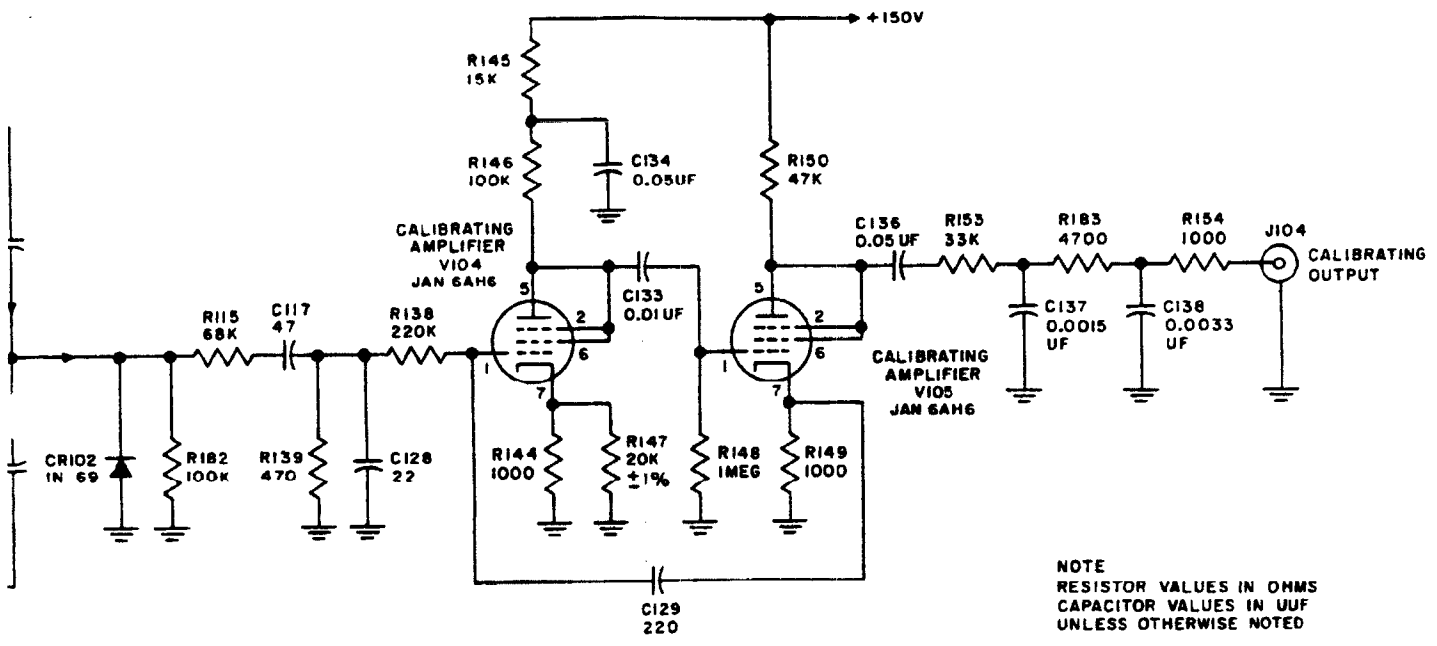 +150V
R145
15K
R146
100K
C134
0.05UF
R150
47K
CALIBRATING
AMPLIFIER
V104
JAN 6AH6
C136
0.05UF
R153
33K
R183
4700
R154
1000
J104
CALIBRATING
OUTPUT
5
2
6
1
7
C133
0.01UF
5
2
6
1
7
C137
0.0015
UF
C138
0.0033
UF
R115
68K
C117
47
R138
220K
CALIBRATING
AMPLIFIER
V105
JAN 6AH6
CR102
IN 69
R182
100K
R139
470
C128
22
R144
1000
R147
20K
±1%
R148
1MEG
R149
1000
C129
220
NOTE
RESISTOR VALUES IN OHMS
CAPACITOR VALUES IN UUF
UNLESS OTHERWISE NOTED